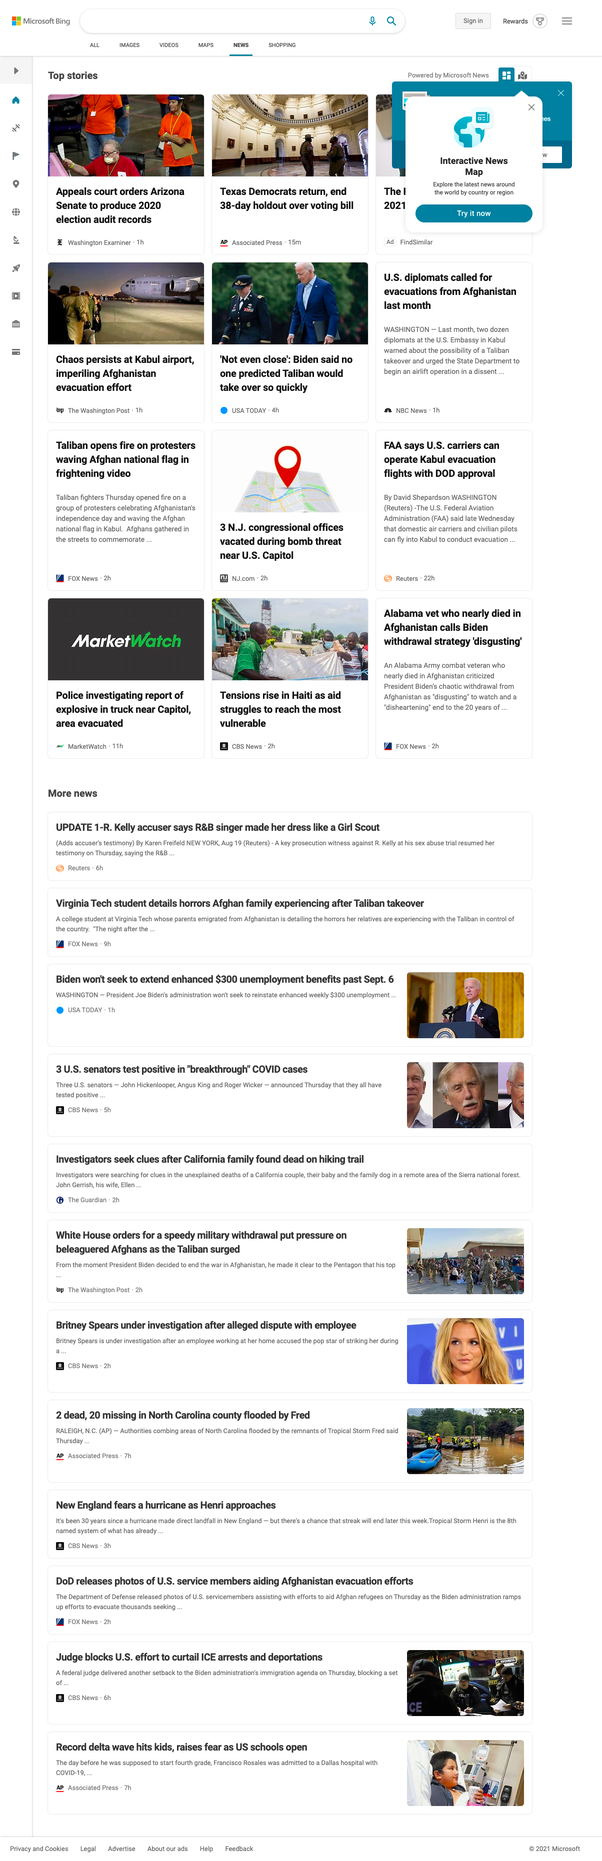 Microsoft Bing
Sign in
Rewards
ALL
IMAGES
VIDEOS
MAPS
NEWS
SHOPPING
Top stories
Powered by Microsoft News
Interactive News
Map
Explore the latest news around
the world by country or region
Try it now
Appeals court orders Arizona
Senate to produce 2020
election audit records
Washington Examiner · 1h
Texas Democrats return, end
38-day holdout over voting bill
AP Associated Press · 15m
2021
Ad FindSimilar
Chaos persists at Kabul airport,
imperiling Afghanistan
evacuation effort
wp The Washington Post · 1h
'Not even close': Biden said no
one predicted Taliban would
take over so quickly
USA TODAY · 4h
U.S. diplomats called for
evacuations from Afghanistan
last month
WASHINGTON — Last month, two dozen
diplomats at the U.S. Embassy in Kabul
warned about the possibility of a Taliban
takeover and urged the State Department to
begin an airlift operation in a dissent ...
NBC News · 1h
Taliban opens fire on protesters
waving Afghan national flag in
frightening video
Taliban fighters Thursday opened fire on a
group of protesters celebrating Afghanistan's
independence day and waving the Afghan
national flag in Kabul. Afghans gathered in
the streets to commemorate ...
FOX News · 2h
3 N.J. congressional offices
vacated during bomb threat
near U.S. Capitol
NJ.com · 2h
FAA says U.S. carriers can
operate Kabul evacuation
flights with DOD approval
By David Shepardson WASHINGTON
(Reuters) -The U.S. Federal Aviation
Administration (FAA) said late Wednesday
that domestic air carriers and civilian pilots
can fly into Kabul to conduct evacuation ...
Reuters · 22h
MarketWatch
Police investigating report of
explosive in truck near Capitol,
area evacuated
MarketWatch · 11h
Tensions rise in Haiti as aid
struggles to reach the most
vulnerable
CBS News · 2h
Alabama vet who nearly died in
Afghanistan calls Biden
withdrawal strategy 'disgusting'
An Alabama Army combat veteran who
nearly died in Afghanistan criticized
President Biden's chaotic withdrawal from
Afghanistan as "disgusting" to watch and a
"disheartening" end to the 20 years of ...
FOX News · 2h
More news
UPDATE 1-R. Kelly accuser says R&B singer made her dress like a Girl Scout
(Adds accuser's testimony) By Karen Freifeld NEW YORK, Aug 19 (Reuters) - A key prosecution witness against R. Kelly at his sex abuse trial resumed her
testimony on Thursday, saying the R&B ...
Reuters · 6h
Virginia Tech student details horrors Afghan family experiencing after Taliban takeover
A college student at Virginia Tech whose parents emigrated from Afghanistan is detailing the horrors her relatives are experiencing with the Taliban in control of
the country. "The night after the ...
FOX News · 9h
Biden won't seek to extend enhanced $300 unemployment benefits past Sept. 6
WASHINGTON — President Joe Biden's administration won't seek to reinstate enhanced weekly $300 unemployment ...
USA TODAY · 1h
3 U.S. senators test positive in "breakthrough" COVID cases
Three U.S. senators — John Hickenlooper, Angus King and Roger Wicker — announced Thursday that they all have
tested positive ...
CBS News · 5h
Investigators seek clues after California family found dead on hiking trail
Investigators were searching for clues in the unexplained deaths of a California couple, their baby and the family dog in a remote area of the Sierra national forest.
John Gerrish, his wife, Ellen ...
The Guardian · 2h
White House orders for a speedy military withdrawal put pressure on
beleaguered Afghans as the Taliban surged
From the moment President Biden decided to end the war in Afghanistan, he made it clear to the Pentagon that his top
...
wp The Washington Post · 2h
Britney Spears under investigation after alleged dispute with employee
Britney Spears is under investigation after an employee working at her home accused the pop star of striking her during
a ...
CBS News · 2h
2 dead, 20 missing in North Carolina county flooded by Fred
RALEIGH, N.C. (AP) — Authorities combing areas of North Carolina flooded by the remnants of Tropical Storm Fred said
Thursday ...
AP Associated Press · 7h
New England fears a hurricane as Henri approaches
It's been 30 years since a hurricane made direct landfall in New England — but there's a chance that streak will end later this week.Tropical Storm Henri is the 8th
named system of what has already ...
CBS News · 3h
DoD releases photos of U.S. service members aiding Afghanistan evacuation efforts
The Department of Defense released photos of U.S. servicemembers assisting with efforts to aid Afghan refugees on Thursday as the Biden administration ramps
up efforts to evacuate thousands seeking ...
FOX News · 2h
Judge blocks U.S. effort to curtail ICE arrests and deportations
A federal judge delivered another setback to the Biden administration's immigration agenda on Thursday, blocking a set
of ...
CBS News · 6h
Record delta wave hits kids, raises fear as US schools open
The day before he was supposed to start fourth grade, Francisco Rosales was admitted to a Dallas hospital with
COVID-19, ...
AP Associated Press · 7h
Privacy and Cookies
Legal
Advertise
About our ads
Help
Feedback
© 2021 Microsoft